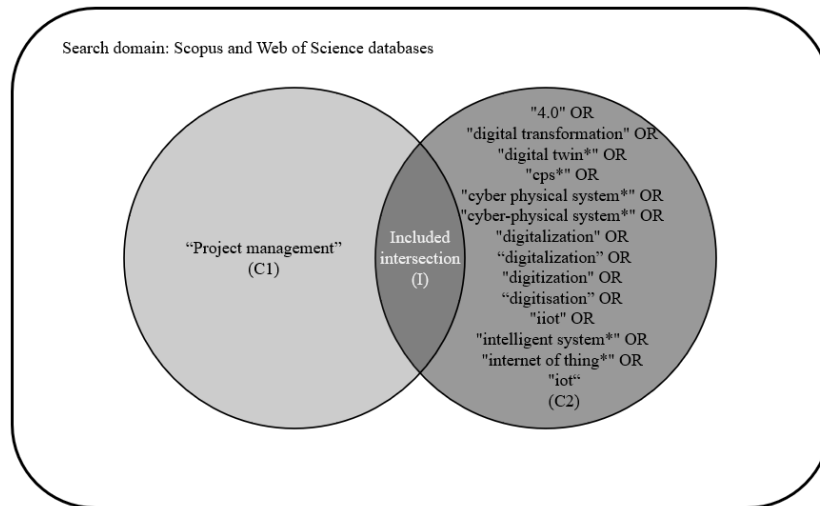 Search domain: Scopus and Web of Science databases
"4.0" OR
"digital transformation" OR
"digital twin*" OR
"cps*" OR
"cyber physical system*" OR
"cyber-physical system*" OR
"digitalization" OR
“digitalization” OR
"digitization" OR
“digitisation” OR
"iiot" OR
"intelligent system*" OR
"internet of thing*" OR
"iot“
(C2)
“Project management”
(C1)
Included
intersection
(I)